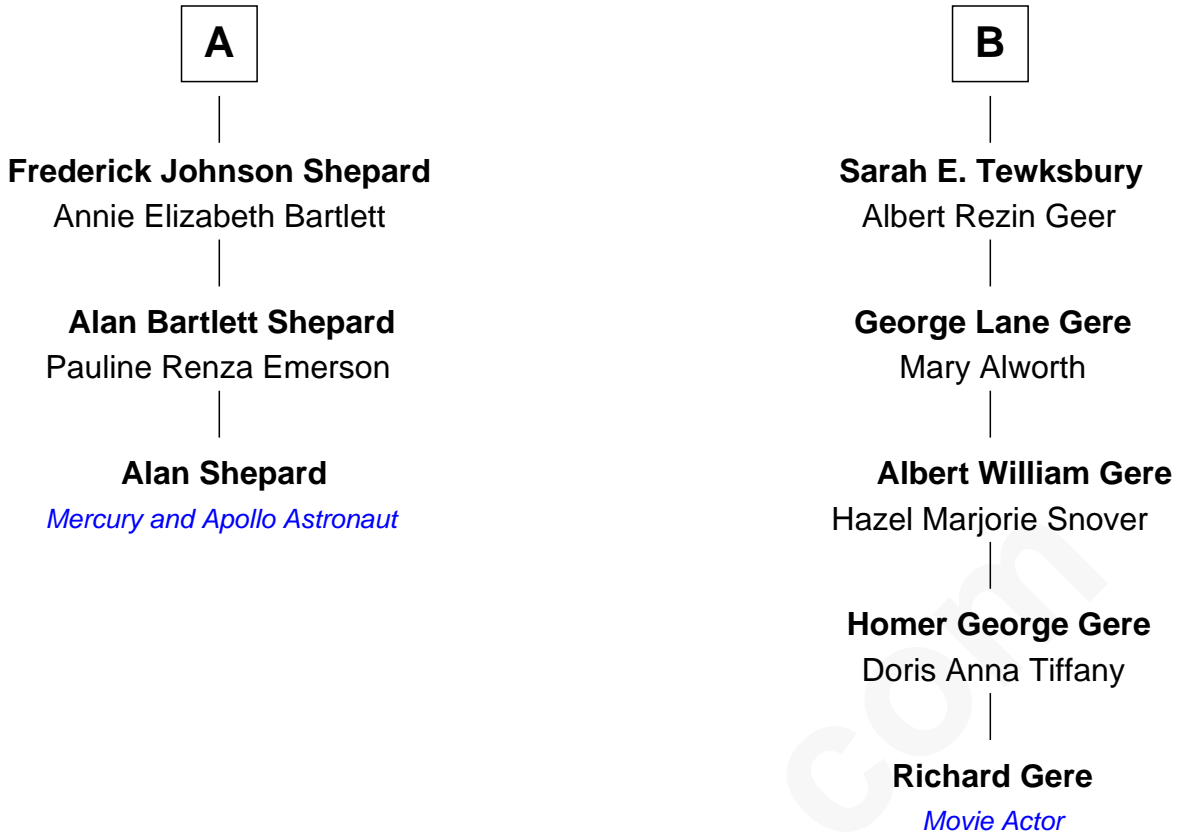 A
Frederick Johnson Shepard
Annie Elizabeth Bartlett
Alan Bartlett Shepard
Pauline Renza Emerson
Alan Shepard
Mercury and Apollo Astronaut
B
Sarah E. Tewksbury
Albert Rezin Geer
George Lane Gere
Mary Alworth
Albert William Gere
Hazel Marjorie Snover
Homer George Gere
Doris Anna Tiffany
Richard Gere
Movie Actor
com